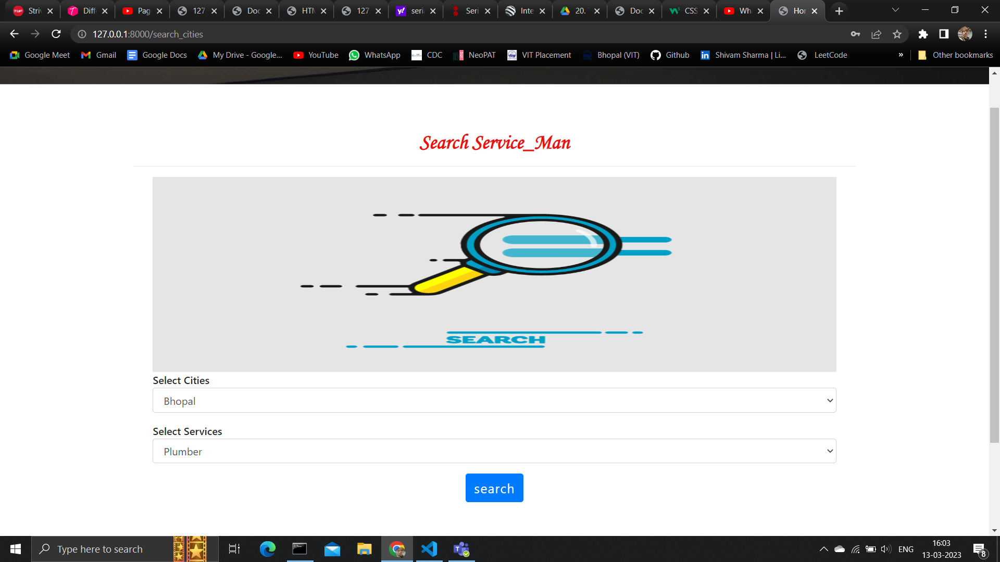 Striv Diff Pag 127 Doc HTM 127 seri Seri Inte 20. Doc CSS Wh Hor
127.0.0.1:8000/search_cities
Google Meet Gmail Google Docs My Drive - Google... YouTube WhatsApp CDC NeoPAT VIT Placement Bhopal (VIT) Github Shivam Sharma | Li... LeetCode » Other bookmarks
Search Service_Man
SEARCH
Select Cities
Bhopal
Select Services
Plumber
search
Type here to search
ENG
16:03
13-03-2023
8